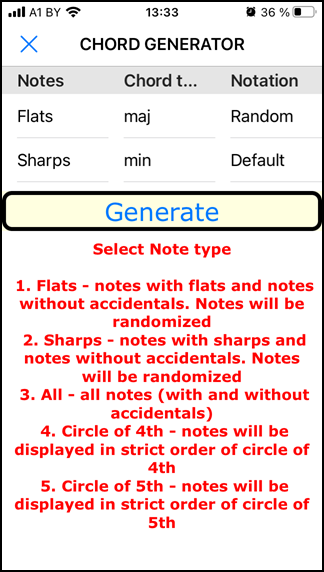 A1 BY 13:33 36 %
CHORD GENERATOR
Notes Chord t... Notation
Flats maj Random
Sharps min Default
Generate
Select Note type
1. Flats - notes with flats and notes
without accidentals. Notes will be
randomized
2. Sharps - notes with sharps and
notes without accidentals. Notes
will be randomized
3. All - all notes (with and without
accidentals)
4. Circle of 4th - notes will be
displayed in strict order of circle of
4th
5. Circle of 5th - notes will be
displayed in strict order of circle of
5th